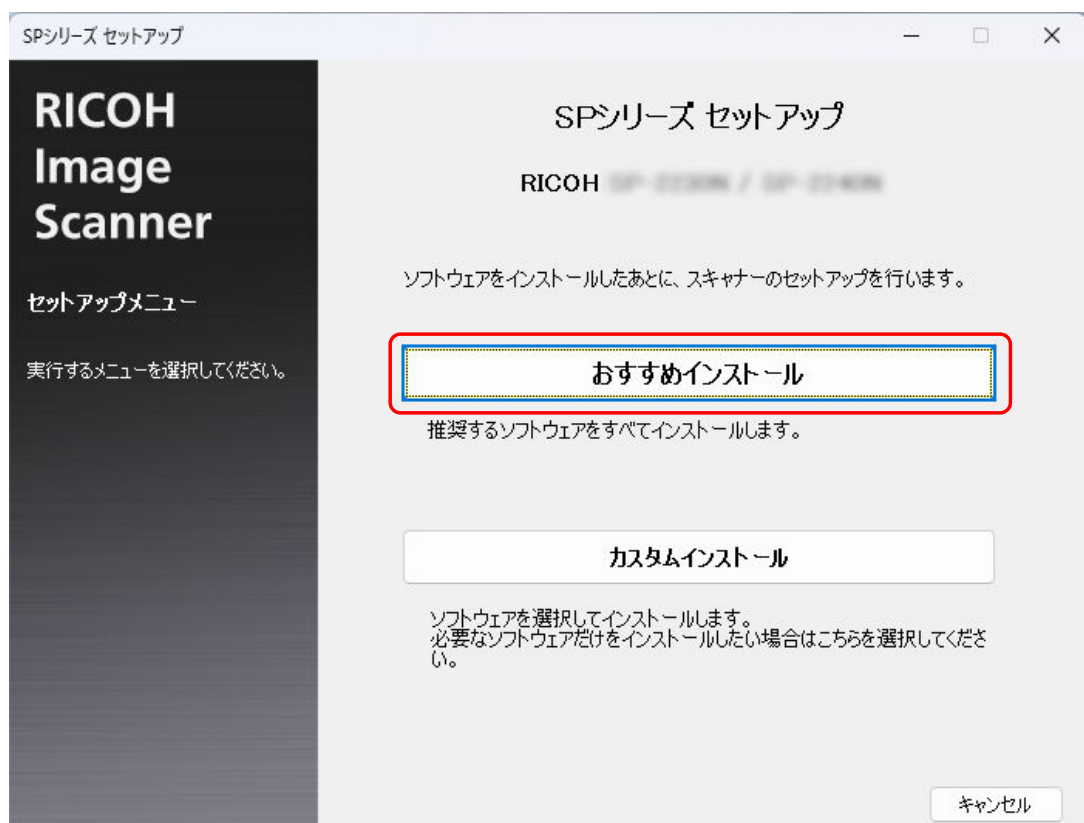 SPシリーズ セットアップ
RICOH
Image
Scanner
セットアップメニュー
実行するメニューを選択してください。
SPシリーズ セットアップ
RICOH
ソフトウェアをインストールしたあとに、スキャナーのセットアップを行います。
おすすめインストール
推奨するソフトウェアをすべてインストールします。
カスタムインストール
ソフトウェアを選択してインストールします。
必要なソフトウェアだけをインストールしたい場合はこちらを選択してくださ
い。
キャンセル